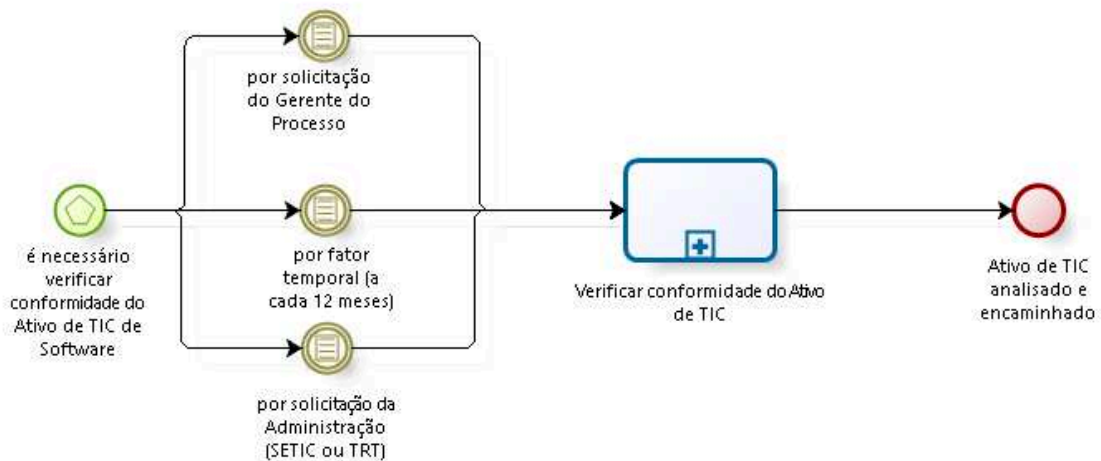 por solicitação
do Gerente do
Processo
é necessário
verificar
conformidade do
Ativo de TIC de
Software
por fator
temporal (a
cada 12 meses)
Verificar conformidade do Ativo
de TIC
Ativo de TIC
analisado e
encaminhado
por solicitação da
Administração
(SETIC ou TRT)